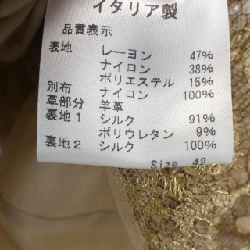 イタリア製
品質表示
表地 レーヨン 47%
ナイロン 38%
ポリエステル 15%
別布 ナイロン 100%
革部分 羊革
裏地1 シルク 91%
ポリウレタン 9%
裏地2 シルク 100%
Size 42